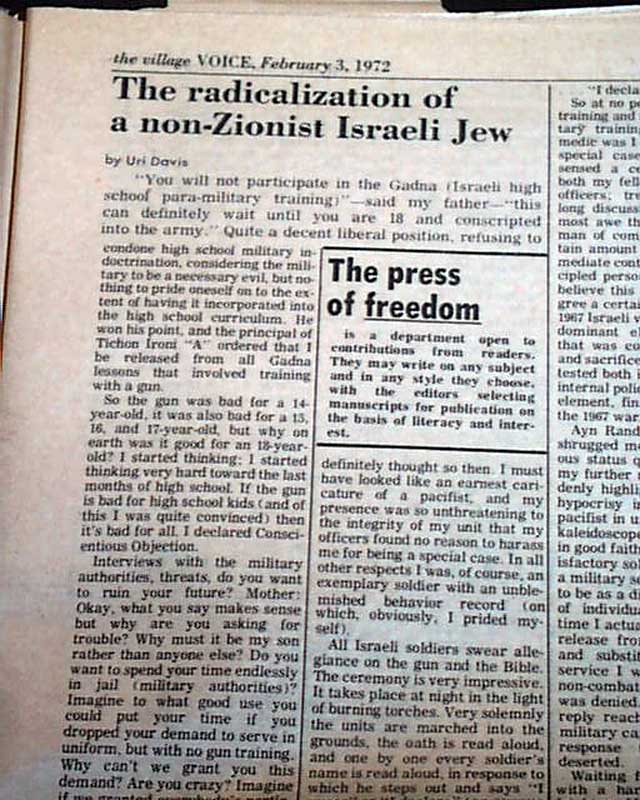 the village VOICE, February 3, 1972
The radicalization of
a non-Zionist Israeli Jew
by Uri Davis
"You will not participate in the Gadna (Israeli high
school para-military training)"—said my father—"this
can definitely wait until you are 18 and conscripted
into the army." Quite a decent liberal position, refusing to
condone high school military in-
doctrination, considering the mili-
tary to be a necessary evil, but no-
thing to pride oneself on to the ex-
tent of having it incorporated into
the high school curriculum. He
won his point, and the principal of
Tichon Ironi "A" ordered that I
be released from all Gadna
lessons that involved training
with a gun.
So the gun was bad for a 14-
year-old, it was also bad for a 15,
16, and 17-year-old, but why on
earth was it good for an 18-year-
old? I started thinking; I started
thinking very hard toward the last
months of high school. If the gun
is bad for high school kids (and of
this I was quite convinced) then
it's bad for all. I declared Consci-
entious Objection.
Interviews with the military
authorities, threats, do you want
to ruin your future? Mother:
Okay, what you say makes sense
but why are you asking for
trouble? Why must it be my son
rather than anyone else? Do you
want to spend your time endlessly
in jail (military authorities)?
Imagine to what good use you
could put your time if you
dropped your demand to serve in
uniform, but with no gun training.
Why can't we grant you this
demand? Are you crazy? Imagine
if we granted everybody's
The press
of freedom
is a department open to
contributions from readers.
They may write on any subject
and in any style they choose,
with the editors selecting
manuscripts for publication on
the basis of literacy and inter-
est.
definitely thought so then. I must
have looked like an earnest cari-
cature of a pacifist, and my
presence was so unthreatening to
the integrity of my unit that my
officers found no reason to harass
me for being a special case. In all
other respects I was, of course, an
exemplary soldier with an unble-
mished behavior record (on
which, obviously, I prided my-
self).
All Israeli soldiers swear alle-
giance on the gun and the Bible.
The ceremony is very impressive.
It takes place at night in the light
of burning torches. Very solemnly
the units are marched into the
grounds, the oath is read aloud,
and one by one every soldier's
name is read aloud, in response to
which he steps out and says "I
"I decla
So at no p
training and
tary trainin
medic was I
special case
sensed a ce
both my fell
officers; tre
long discuss
most awe th
man of com
tain amount
mediate cont
cipled perso
believe this
gree a certa
1967 Israeli v
dominant e
that was co
and sacrifice
tested both i
internal polit
element, fin
the 1967 war
Ayn Rand
shrugged m
ous status q
my further
denly highli
hypocrisy i
pacifist in u
kaleidoscope
in good faith
isfactory sol
a military s
to be as a di
of individu
time I actua
release fro
and substit
service I w
non-comba
was denied
reply reach
military ca
response
deserted.
Waiting
with a ha